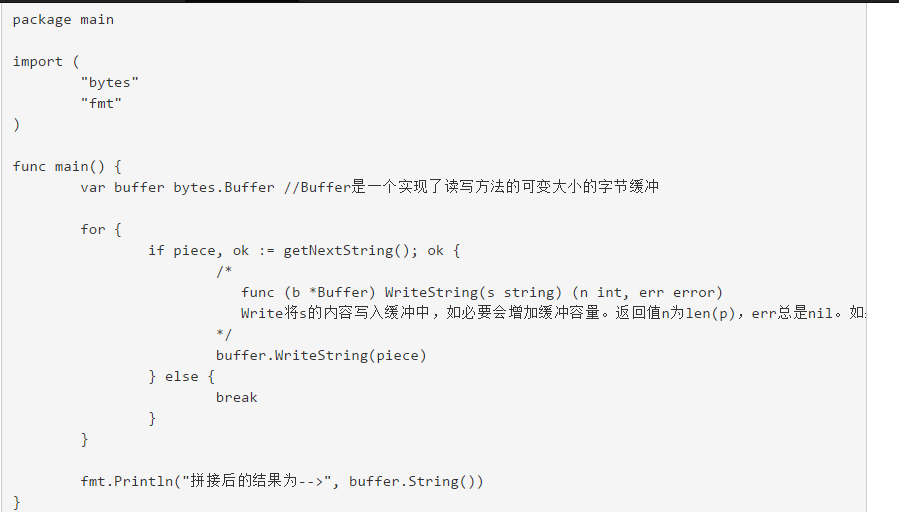 package main
import (
"bytes"
"fmt"
)
func main() {
var buffer bytes.Buffer //Buffer是一个实现了读写方法的可变大小的字节缓冲
for {
if piece, ok := getNextString(); ok {
/*
func (b *Buffer) WriteString(s string) (n int, err error)
Write将s的内容写入缓冲中，如必要会增加缓冲容量。返回值n为len(p)，err总是nil。如
*/
buffer.WriteString(piece)
} else {
break
}
}
fmt.Println("拼接后的结果为-->", buffer.String())
}